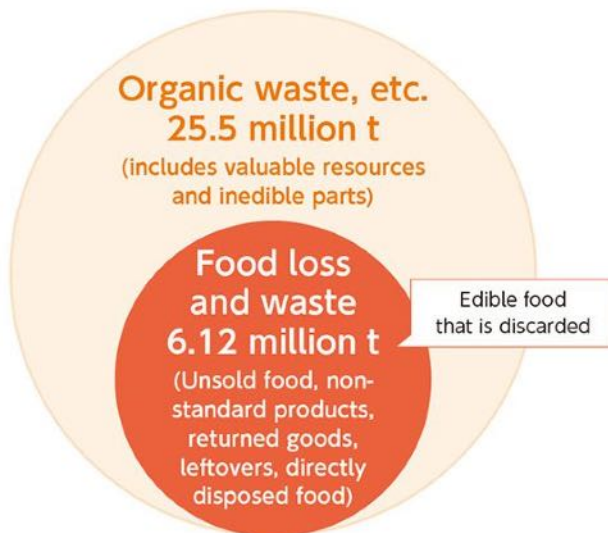 Organic waste, etc.
25.5 million t
(includes valuable resources
and inedible parts)
Food loss
and waste
6.12 million t
(Unsold food, non-
standard products,
returned goods,
leftovers, directly
disposed food)
Edible food
that is discarded